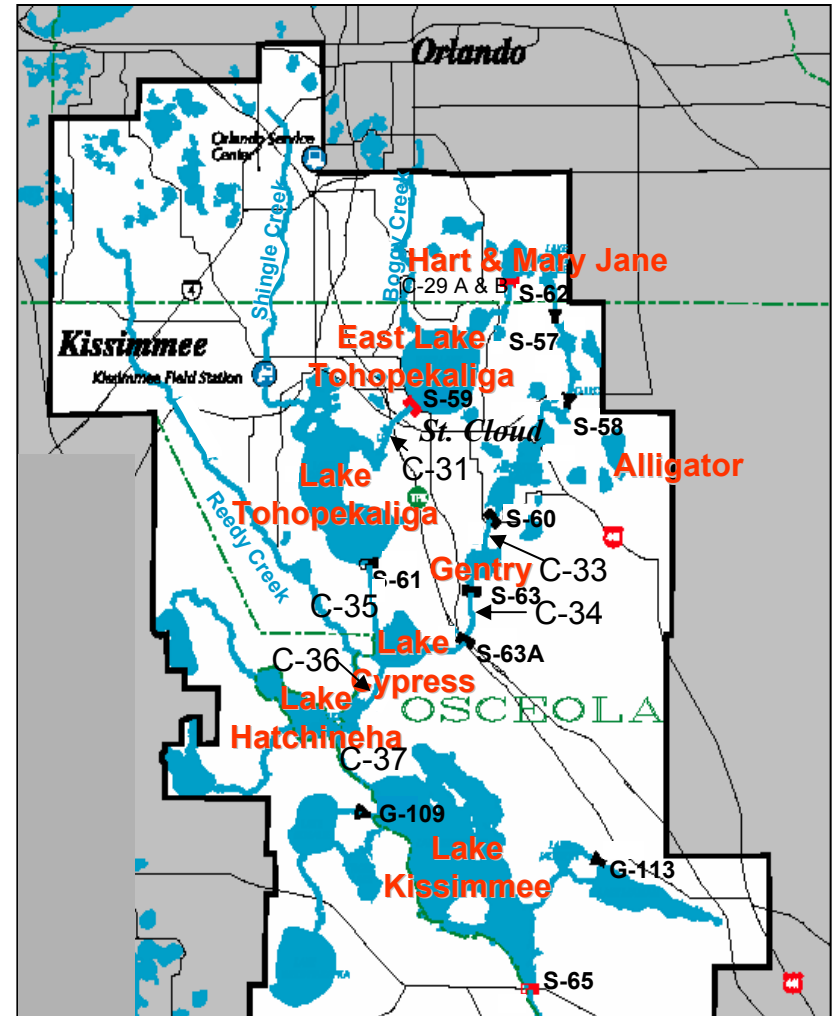 Orlando
Orlando Service
Center
Shingle Creek
Boggy Creek
Hart & Mary Jane
C-29 A & B
S-62
4
S-57
East Lake
Tohopekaliga
Kissimmee
Kissimmee Field Station
S-59
St. Cloud
S-58
C-31
Alligator
Lake
Tohopekaliga
Reedy Creek
S-60
C-33
Gentry
S-61
S-63
C-34
C-35
S-63A
Lake
Cypress
C-36
Lake
Hatchineha
OSCEOLA
C-37
G-109
Lake
Kissimmee
G-113
S-65